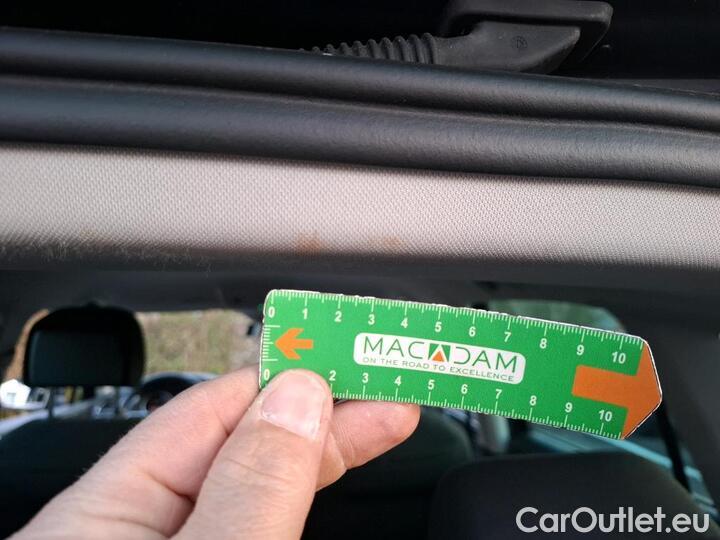 0 1 2 3 4 5 6 7 8 9 10
MACADAM
ON THE ROAD TO EXCELLENCE
0 2 3 4 5 6 7 8 9 10
CarOutlet.eu